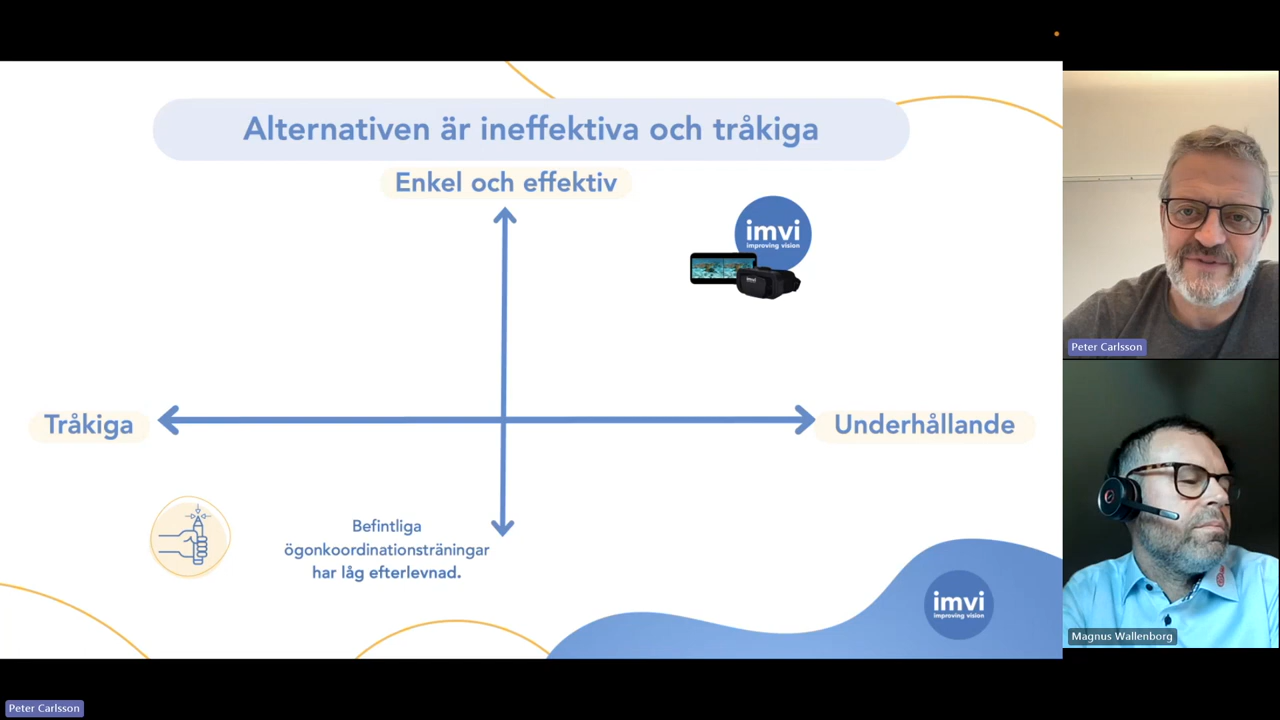 Alternativen är ineffektiva och tråkiga
Enkel och effektiv
imvi
improving vision
imvi
Tråkiga
Underhållande
Befintliga
ögonkoordinationsträningar
har låg efterlevnad.
imvi
improving vision
Peter Carlsson
Magnus Wallenborg
Peter Carlsson